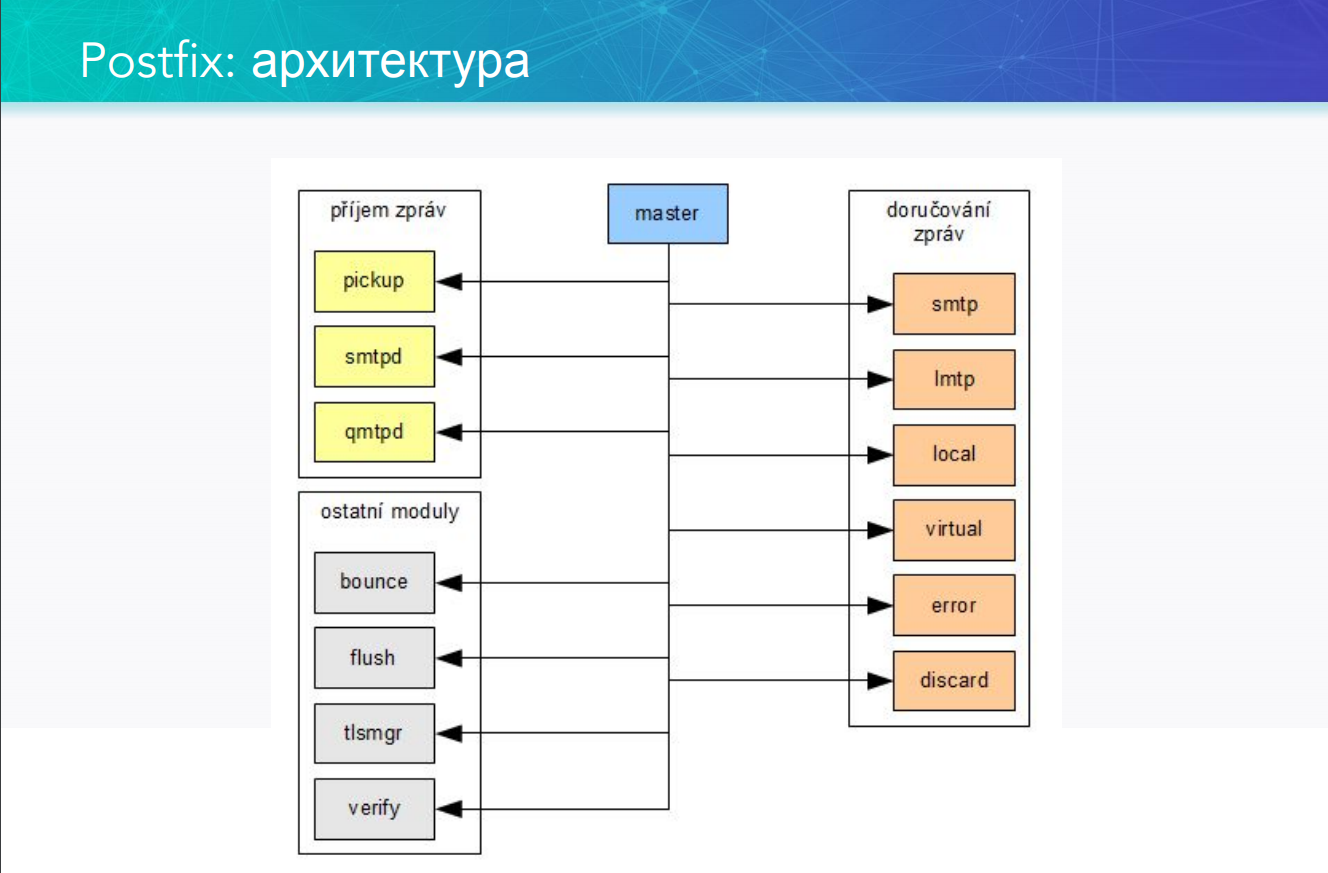 Postfix: архитектура
příjem zpráv
pickup
smtpd
qmtpd
ostatní moduly
bounce
flush
tlsmgr
verify
master
doručování
zpráv
smtp
lmtp
local
virtual
error
discard